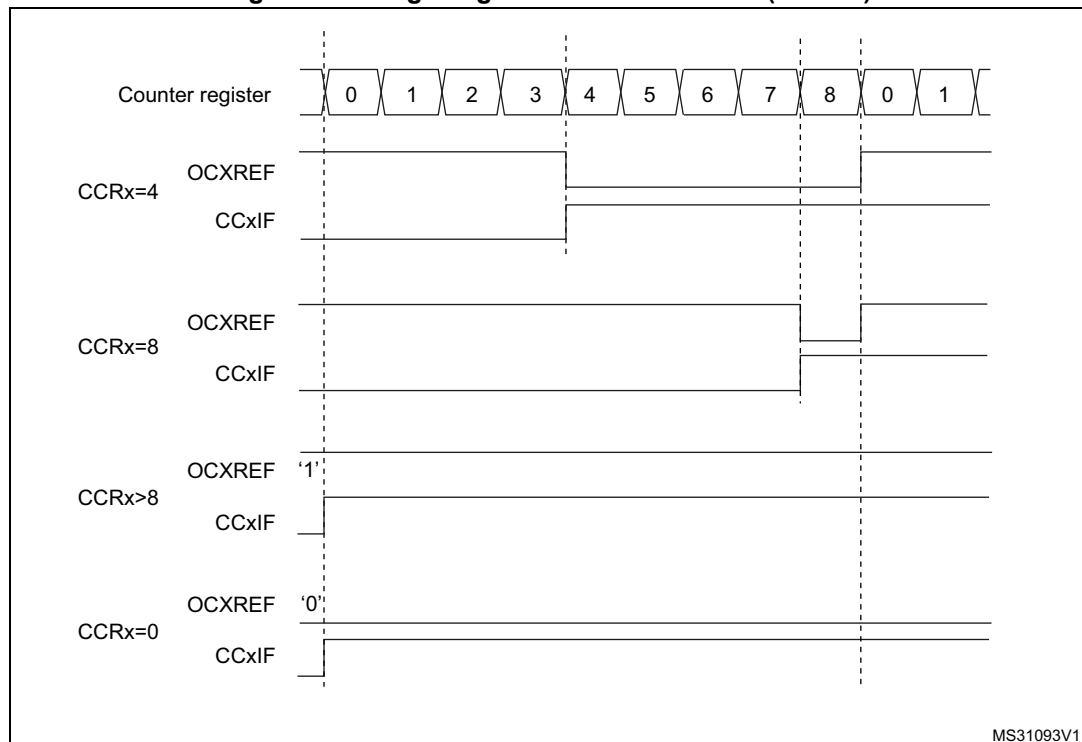 Counter register 0 1 2 3 4 5 6 7 8 0 1
OCXREF
CCRx=4
CCxIF
OCXREF
CCRx=8
CCxIF
OCXREF ‘1’
CCRx>8
CCxIF
OCXREF ‘0’
CCRx=0
CCxIF
MS31093V1